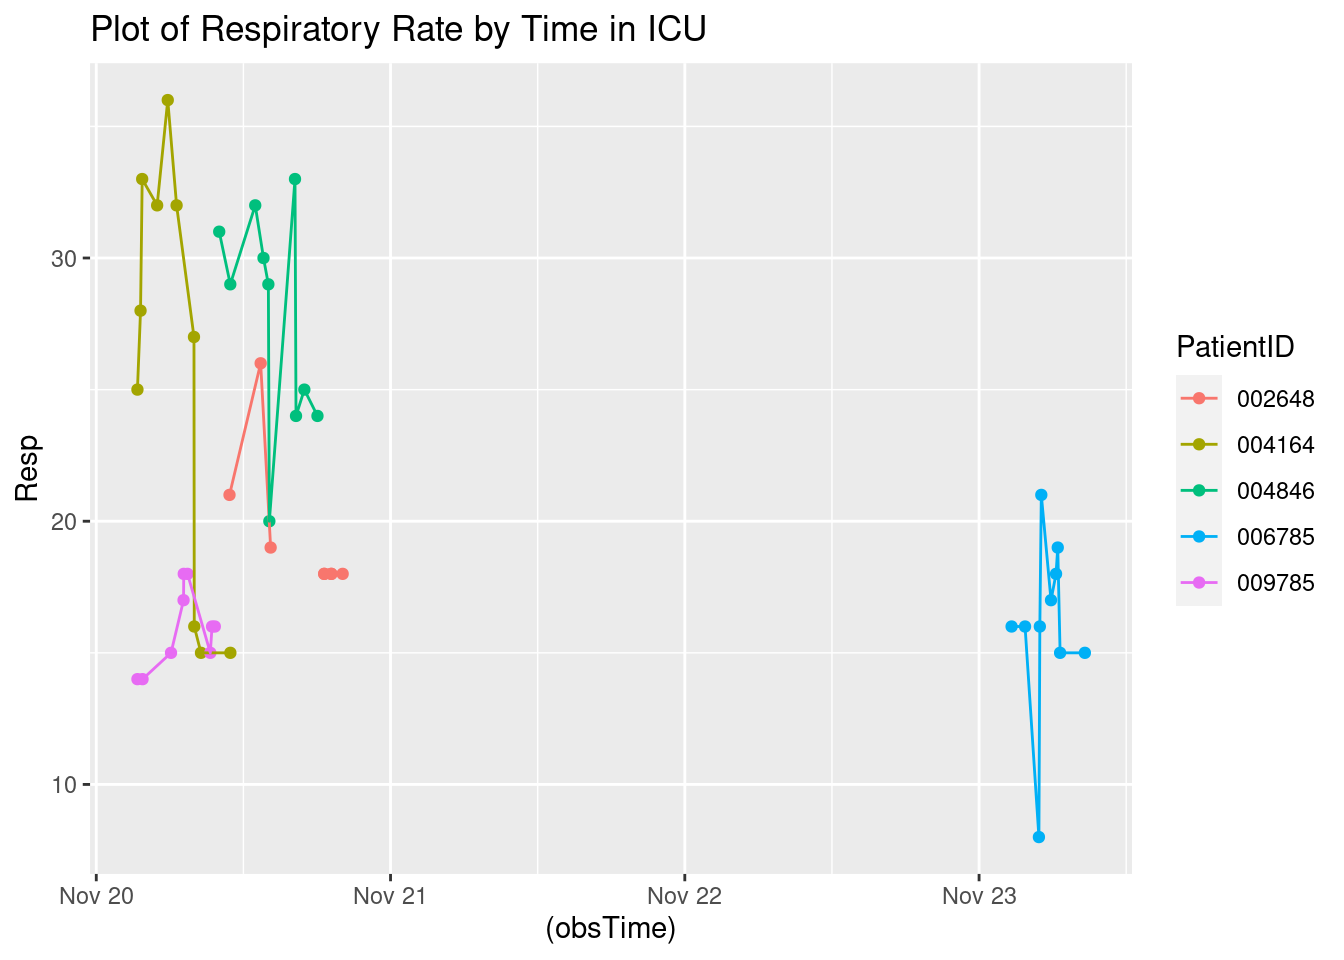 Plot of Respiratory Rate by Time in ICU
Resp
30
20
10
Nov 20
Nov 21
Nov 22
Nov 23
(obsTime)
PatientID
002648
004164
004846
006785
009785